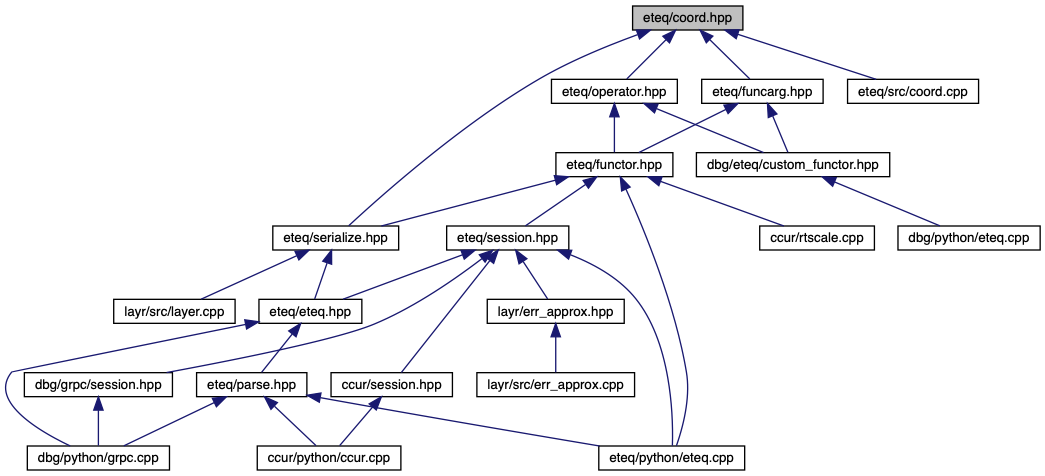 eteq/coord.hpp
eteq/operator.hpp
eteq/funcarg.hpp
eteq/src/coord.cpp
eteq/functor.hpp
dbg/eteq/custom_functor.hpp
eteq/serialize.hpp
eteq/session.hpp
ccur/rtscale.cpp
dbg/python/eteq.cpp
layr/src/layer.cpp
eteq/eteq.hpp
layr/err_approx.hpp
dbg/grpc/session.hpp
eteq/parse.hpp
ccur/session.hpp
layr/src/err_approx.cpp
dbg/python/grpc.cpp
ccur/python/ccur.cpp
eteq/python/eteq.cpp